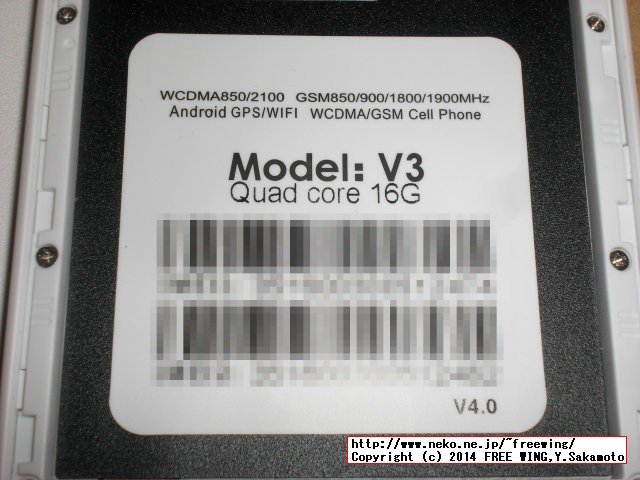 WCDMA850/2100 GSM850/900/1800/1900MHz
Android GPS/WIFI WCDMA/GSM Cell Phone
Model: V3
Quad core 16G
V4.0
http://www.neko.ne.jp/~freewing/
Copyright (c) 2014 FREE WING,Y.Sakamoto